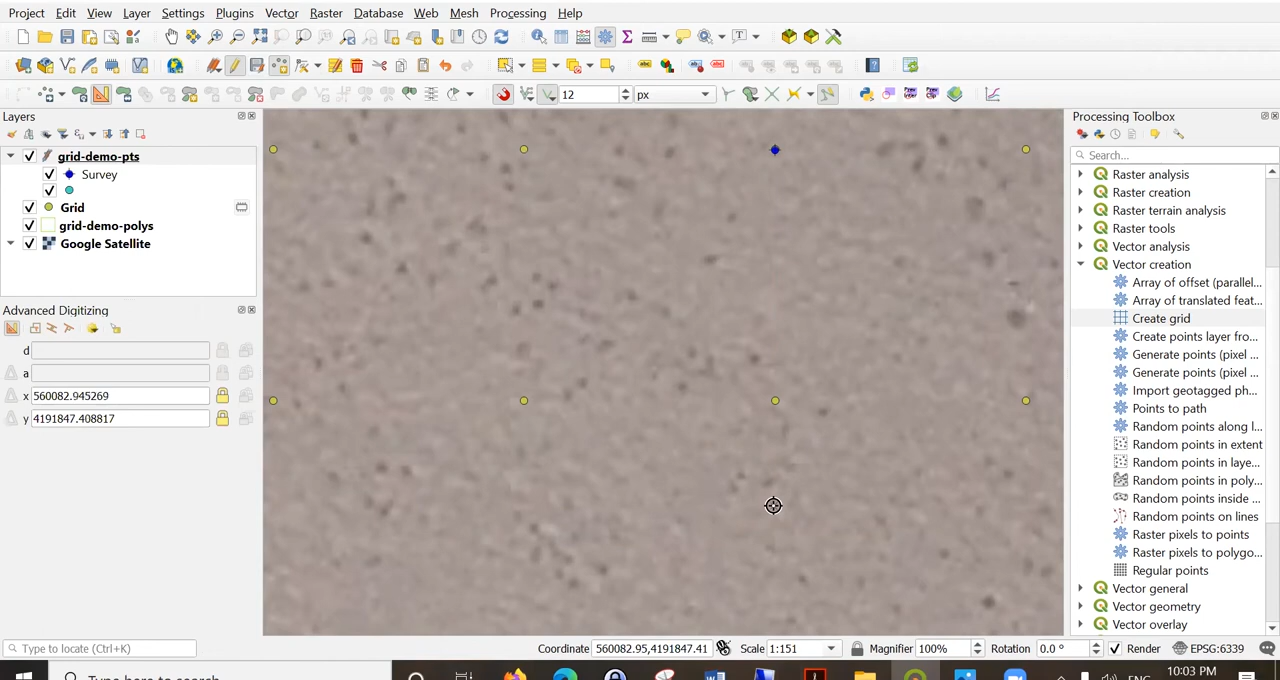 Project Edit View Layer Settings Plugins Vector Raster Database Web Mesh Processing Help
12 px
Layers
grid-demo-pts
Survey
Grid
grid-demo-polys
Google Satellite
Advanced Digitizing
d
a
x 560082.945269
y 4191847.408817
Processing Toolbox
Search...
Raster analysis
Raster creation
Raster terrain analysis
Raster tools
Vector analysis
Vector creation
Array of offset (parallel...
Array of translated feat...
Create grid
Create points layer fro...
Generate points (pixel ...
Generate points (pixel ...
Import geotagged ph...
Points to path
Random points along l...
Random points in extent
Random points in laye...
Random points in poly...
Random points inside ...
Random points on lines
Raster pixels to points
Raster pixels to polygo...
Regular points
Vector general
Vector geometry
Vector overlay
Type to locate (Ctrl+K) Coordinate 560082.95,4191847.41 Scale 1:151 Magnifier 100% Rotation 0.0 ° Render EPSG:6339
Type here to search 10:03 PM